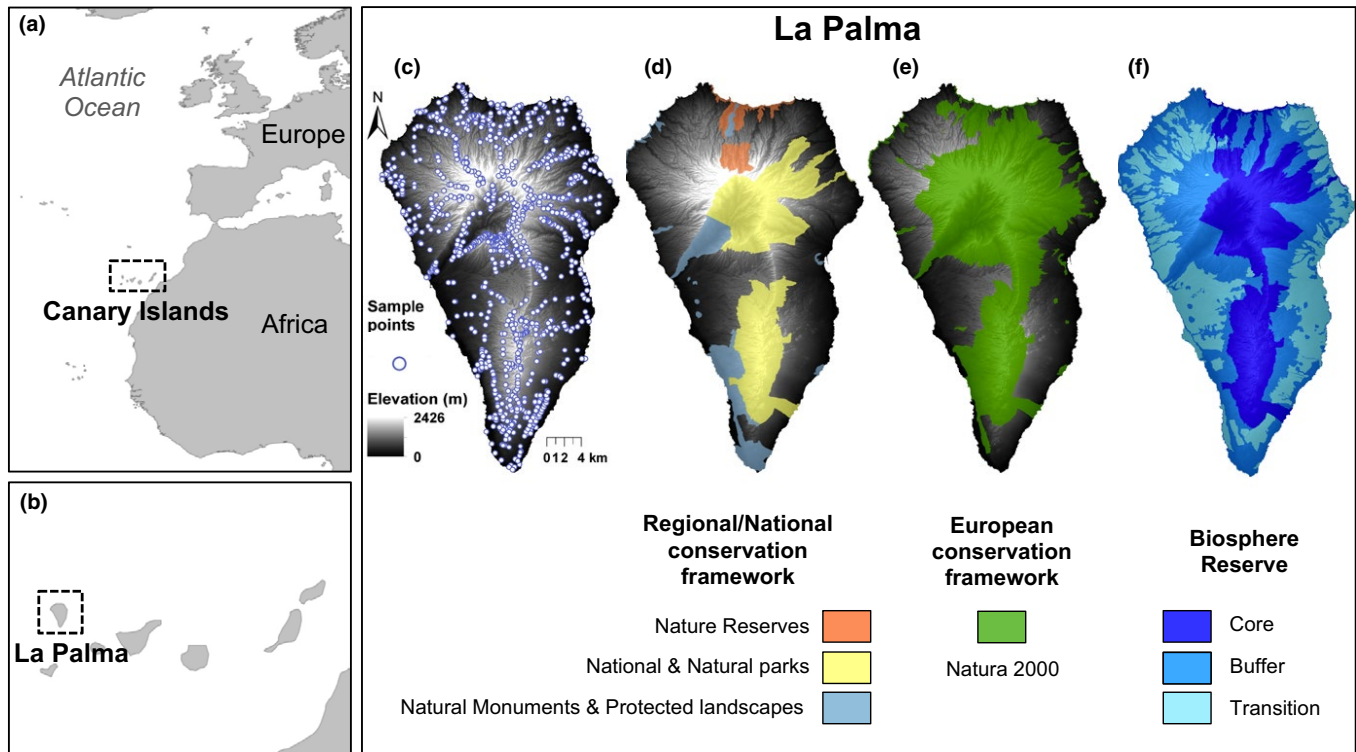 (a)
Atlantic
Ocean
Europe
Canary Islands
Africa
(b)
La Palma
La Palma
(c)
(d)
(e)
(f)
N
Sample
points
Elevation (m)
2426
0
0 1 2 4 km
Regional/National
conservation
framework
Nature Reserves
National & Natural parks
Natural Monuments & Protected landscapes
European
conservation
framework
Natura 2000
Biosphere
Reserve
Core
Buffer
Transition